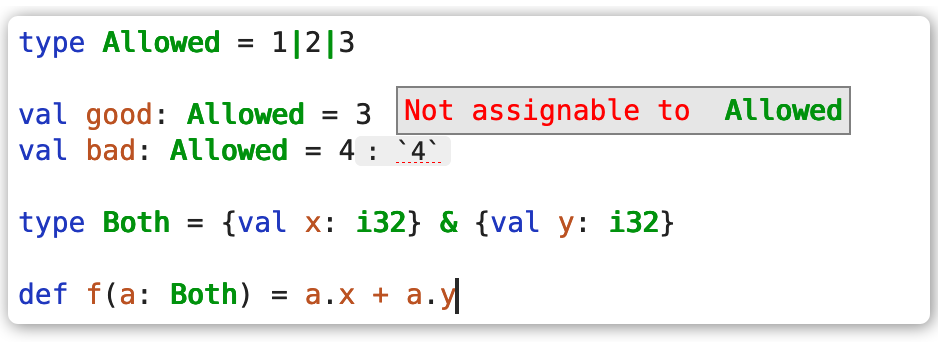 type Allowed = 1|2|3
val good: Allowed = 3
Not assignable to Allowed
val bad: Allowed = 4 : `4`
type Both = {val x: i32} & {val y: i32}
def f(a: Both) = a.x + a.y